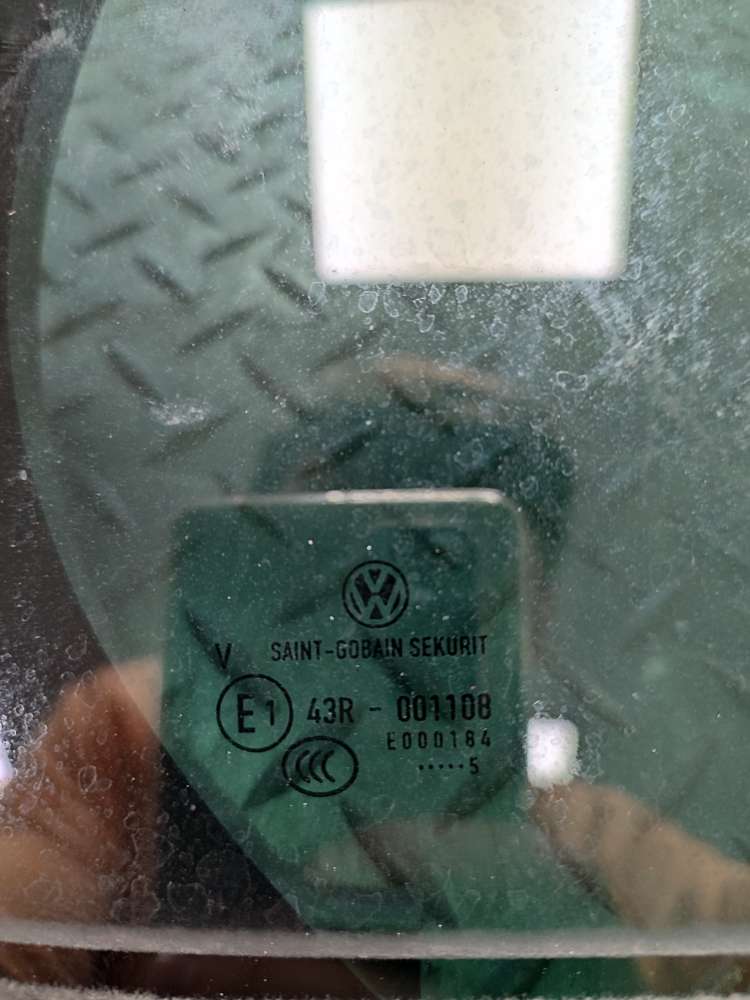 VW
V SAINT-GOBAIN SEKURIT
E1 43R - 001108
E000184
CCC .....5